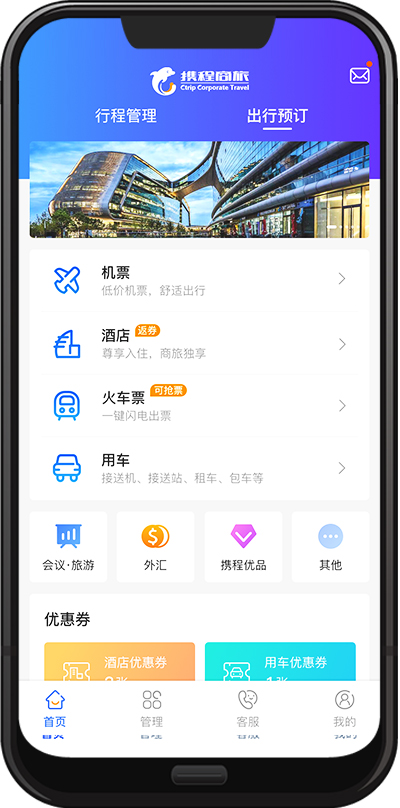 携程商旅
Ctrip Corporate Travel
行程管理 出行预订
机票
低价机票，舒适出行
酒店 返券
尊享入住，商旅独享
火车票 可抢票
一键闪电出票
用车
接送机、接送站、租车、包车等
会议·旅游 外汇 携程优品 其他
优惠券
酒店优惠券 用车优惠券
首页 管理 客服 我的